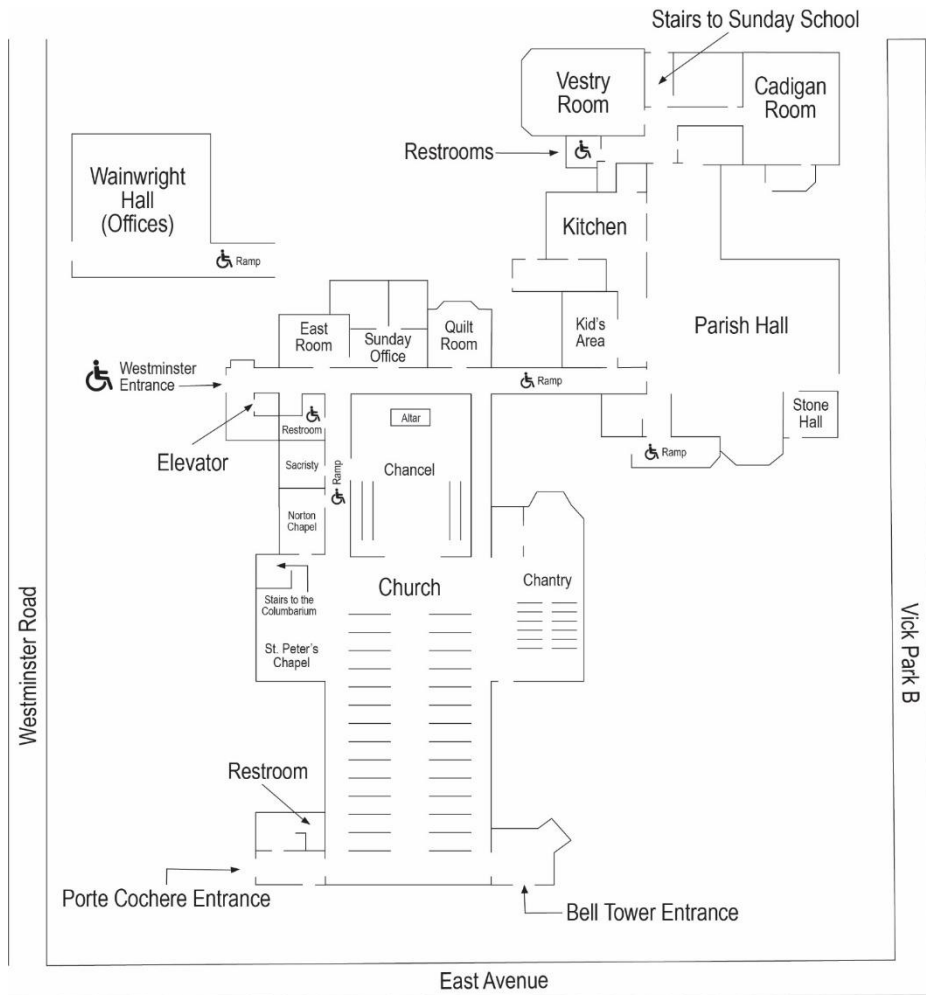 Stairs to Sunday School
Vestry
Room
Cadigan
Room
Restrooms
Wainwright
Hall
(Offices)
Ramp
Kitchen
East
Room
Sunday
Office
Quilt
Room
Kid's
Area
Parish Hall
Westminster
Entrance
Ramp
Stone
Hall
Altar
Restroom
Elevator
Ramp
Sacristy
Ramp
Chancel
Norton
Chapel
Church
Chantry
Stairs to the
Columbarium
St. Peter's
Chapel
Westminster Road
Vick Park B
Restroom
Porte Cochere Entrance
Bell Tower Entrance
East Avenue